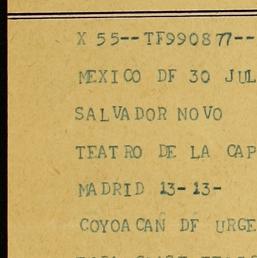 X 55--TF990877--
MEXICO DF 30 JUL
SALVADOR NOVO
TEATRO DE LA CAP
MADRID 13-13-
COYOACAN DF URGE